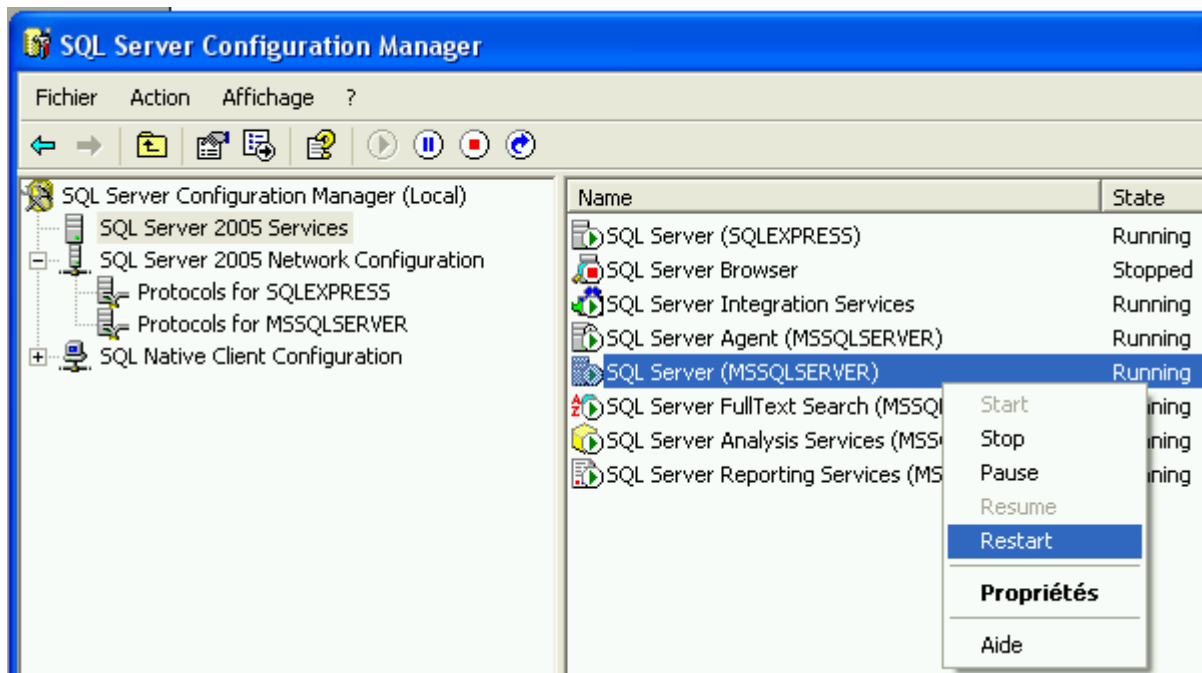 SQL Server Configuration Manager
Fichier Action Affichage ?
SQL Server Configuration Manager (Local)
SQL Server 2005 Services
SQL Server 2005 Network Configuration
Protocols for SQLEXPRESS
Protocols for MSSQLSERVER
SQL Native Client Configuration
Name State
SQL Server (SQLEXPRESS) Running
SQL Server Browser Stopped
SQL Server Integration Services Running
SQL Server Agent (MSSQLSERVER) Running
SQL Server (MSSQLSERVER) Running
SQL Server FullText Search (MSSQ
SQL Server Analysis Services (MSS
SQL Server Reporting Services (MS
Start
Stop
Pause
Resume
Restart
Propriétés
Aide